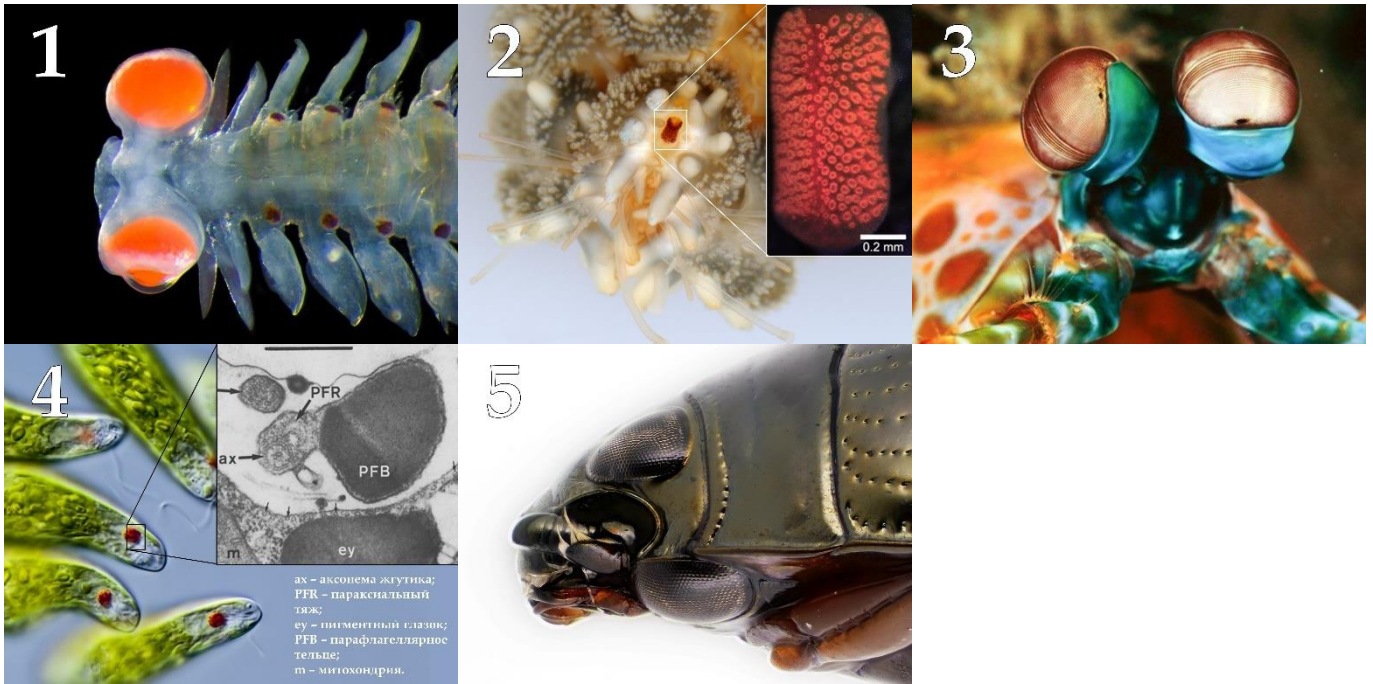 1
2
0.2 mm
3
4
PFR
ax
PFB
m
ey
ax – аксонема жгутика;
PFR – параксиальный
тяж;
ey – пигментный глазок;
PFB – парафлагеллярное
тельце;
m – митохондрия.
5